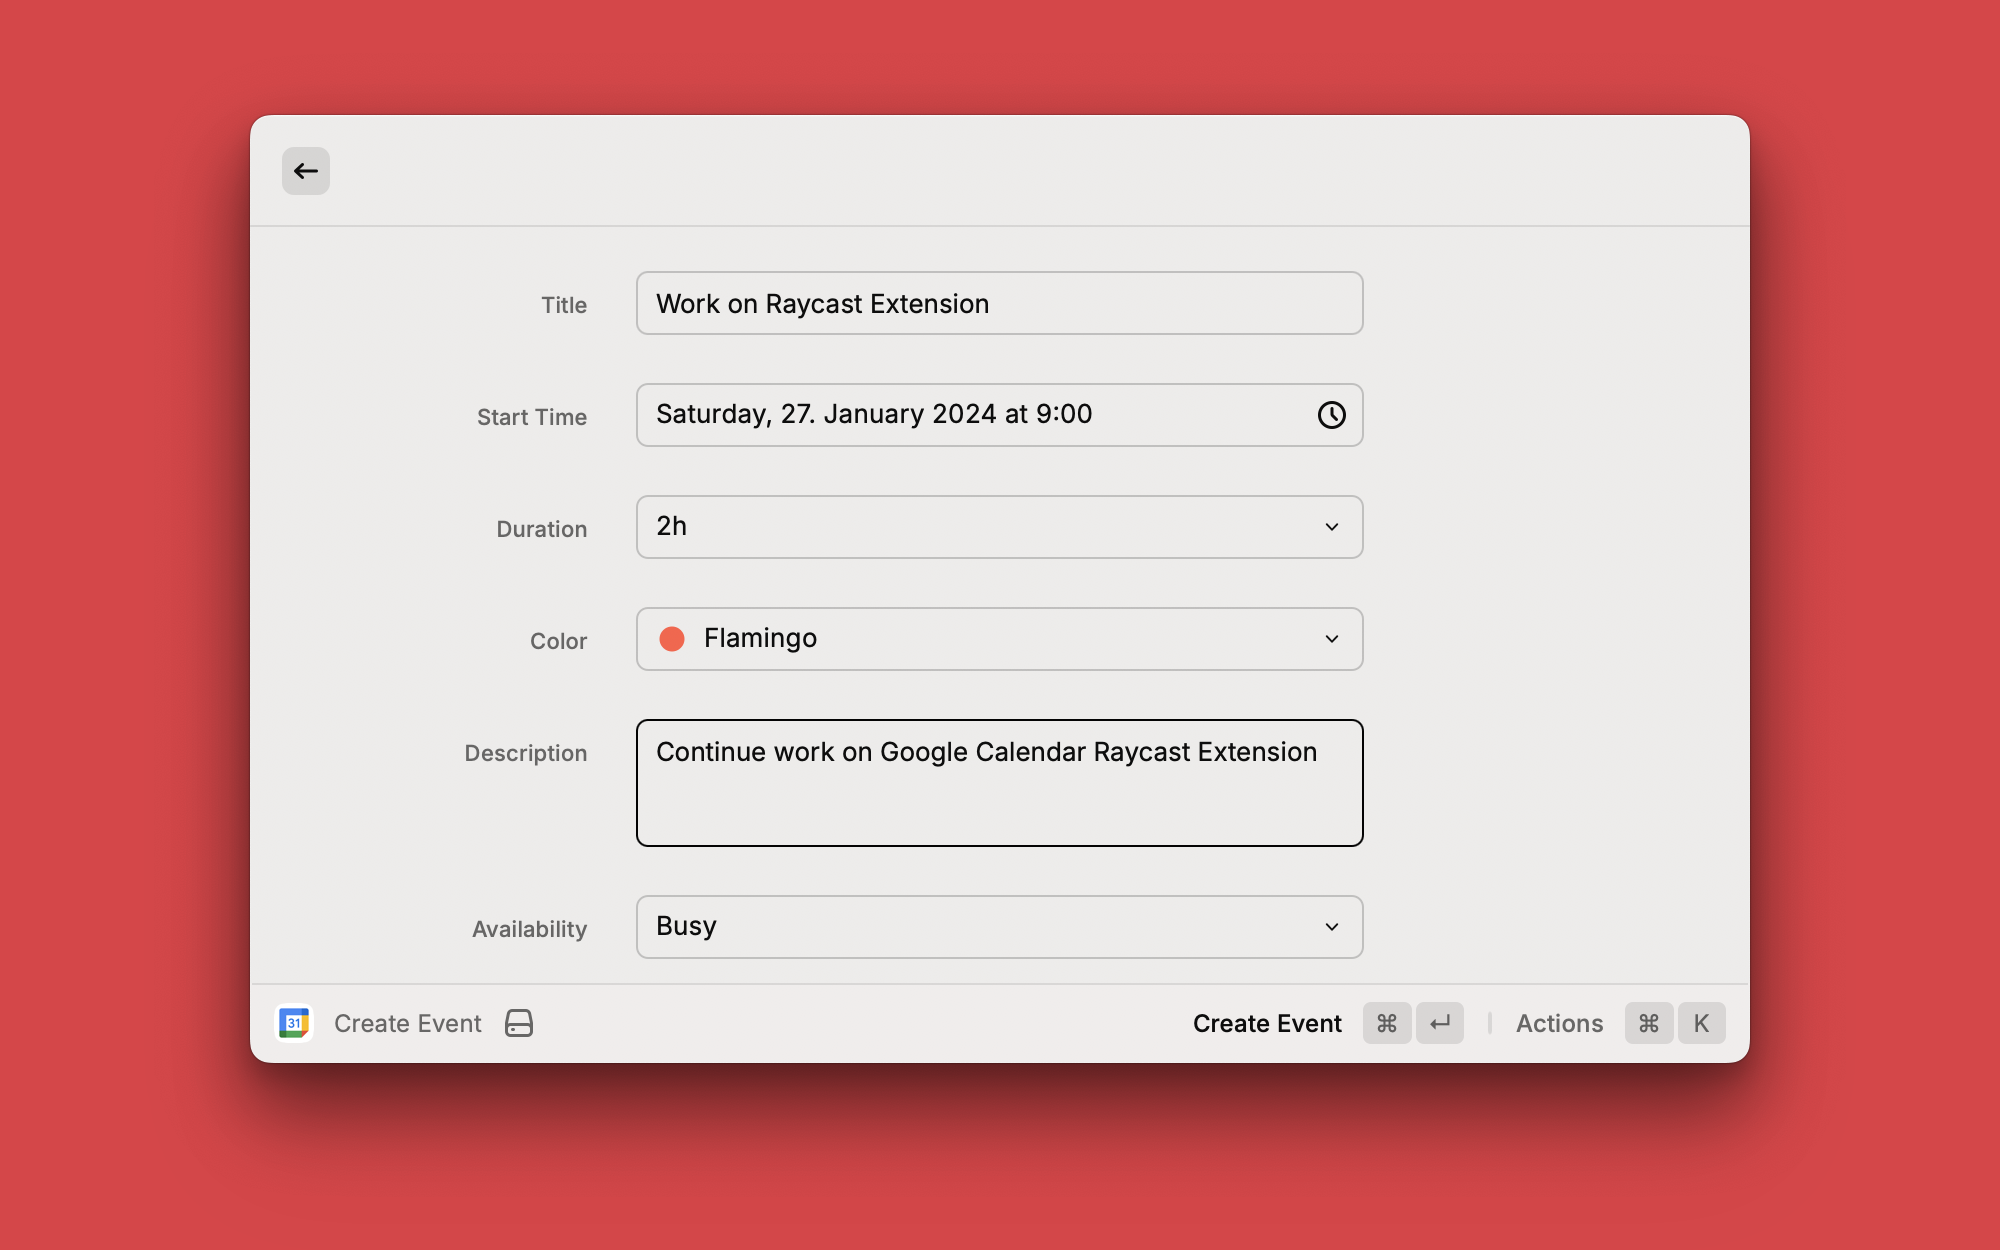 Title
Work on Raycast Extension
Start Time
Saturday, 27. January 2024 at 9:00
Duration
2h
Color
Flamingo
Description
Continue work on Google Calendar Raycast Extension
Availability
Busy
31
Create Event
Create Event ⌘ ↵
Actions ⌘ K